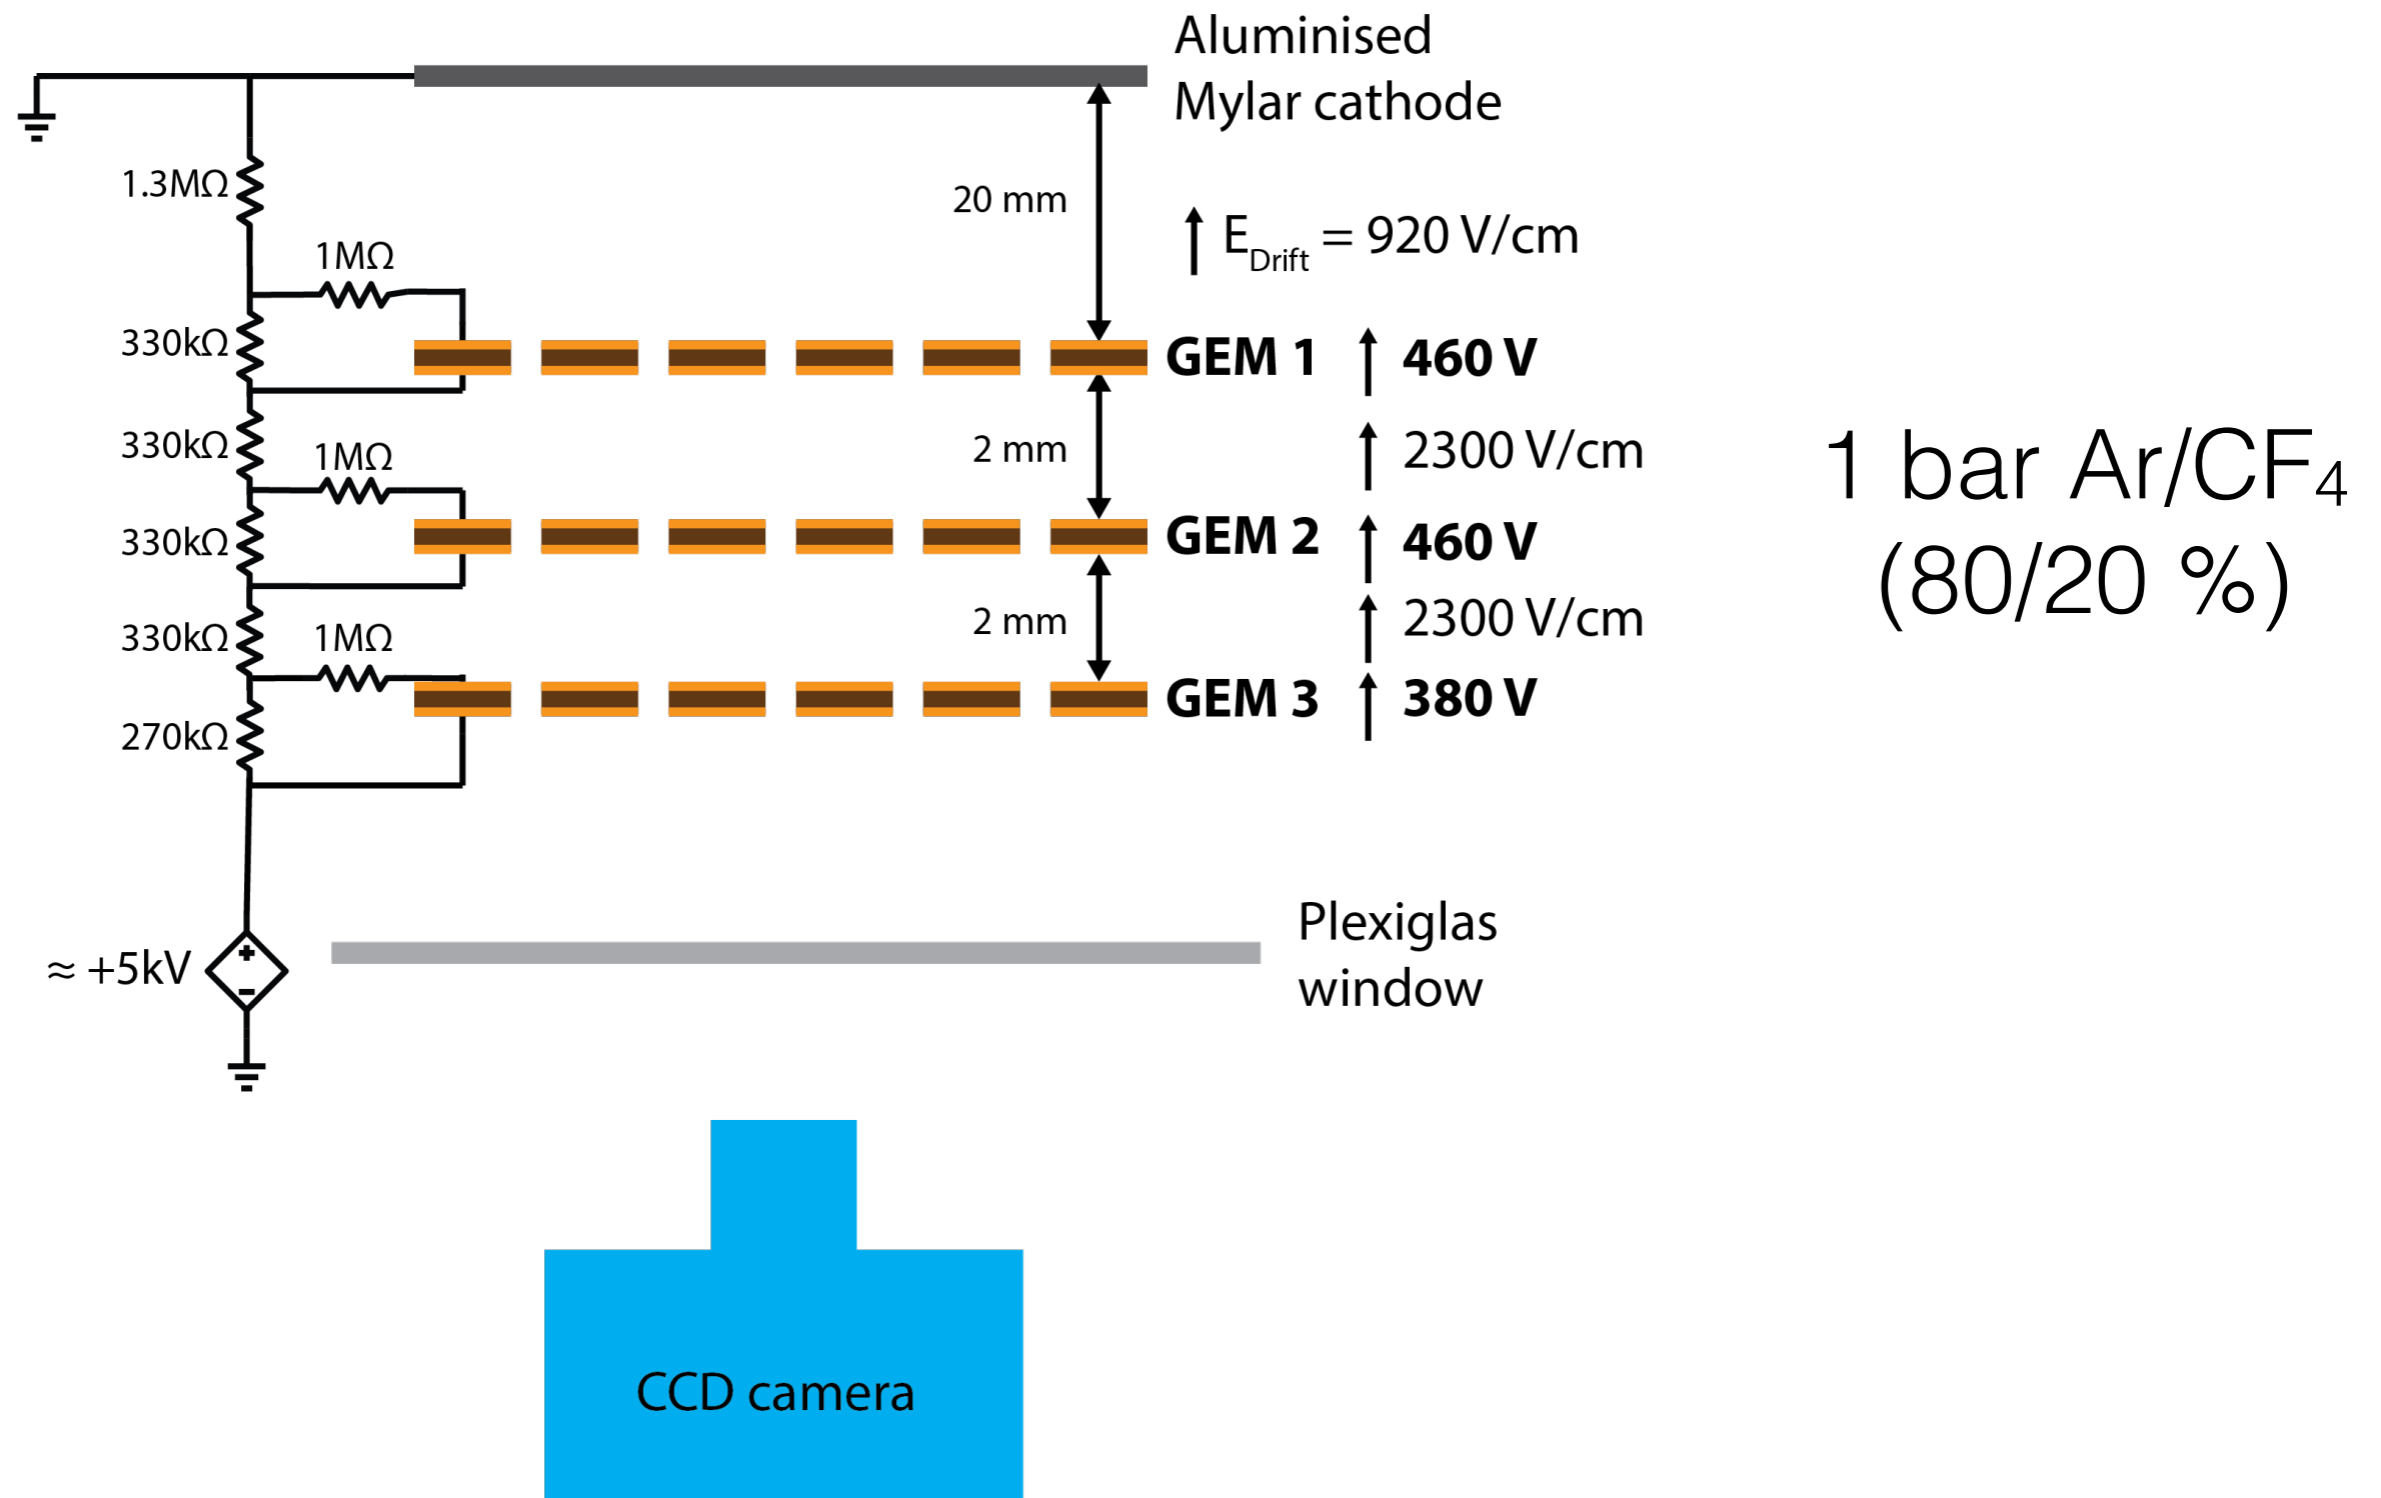 Aluminised
Mylar cathode
1.3MΩ
20 mm
↑ E_Drift = 920 V/cm
1MΩ
330kΩ
GEM 1 ↑ 460 V
330kΩ
1MΩ
2 mm
↑ 2300 V/cm
1 bar Ar/CF₄
(80/20 %)
330kΩ
GEM 2 ↑ 460 V
330kΩ
1MΩ
2 mm
↑ 2300 V/cm
270kΩ
GEM 3 ↑ 380 V
≈ +5kV
Plexiglas
window
CCD camera